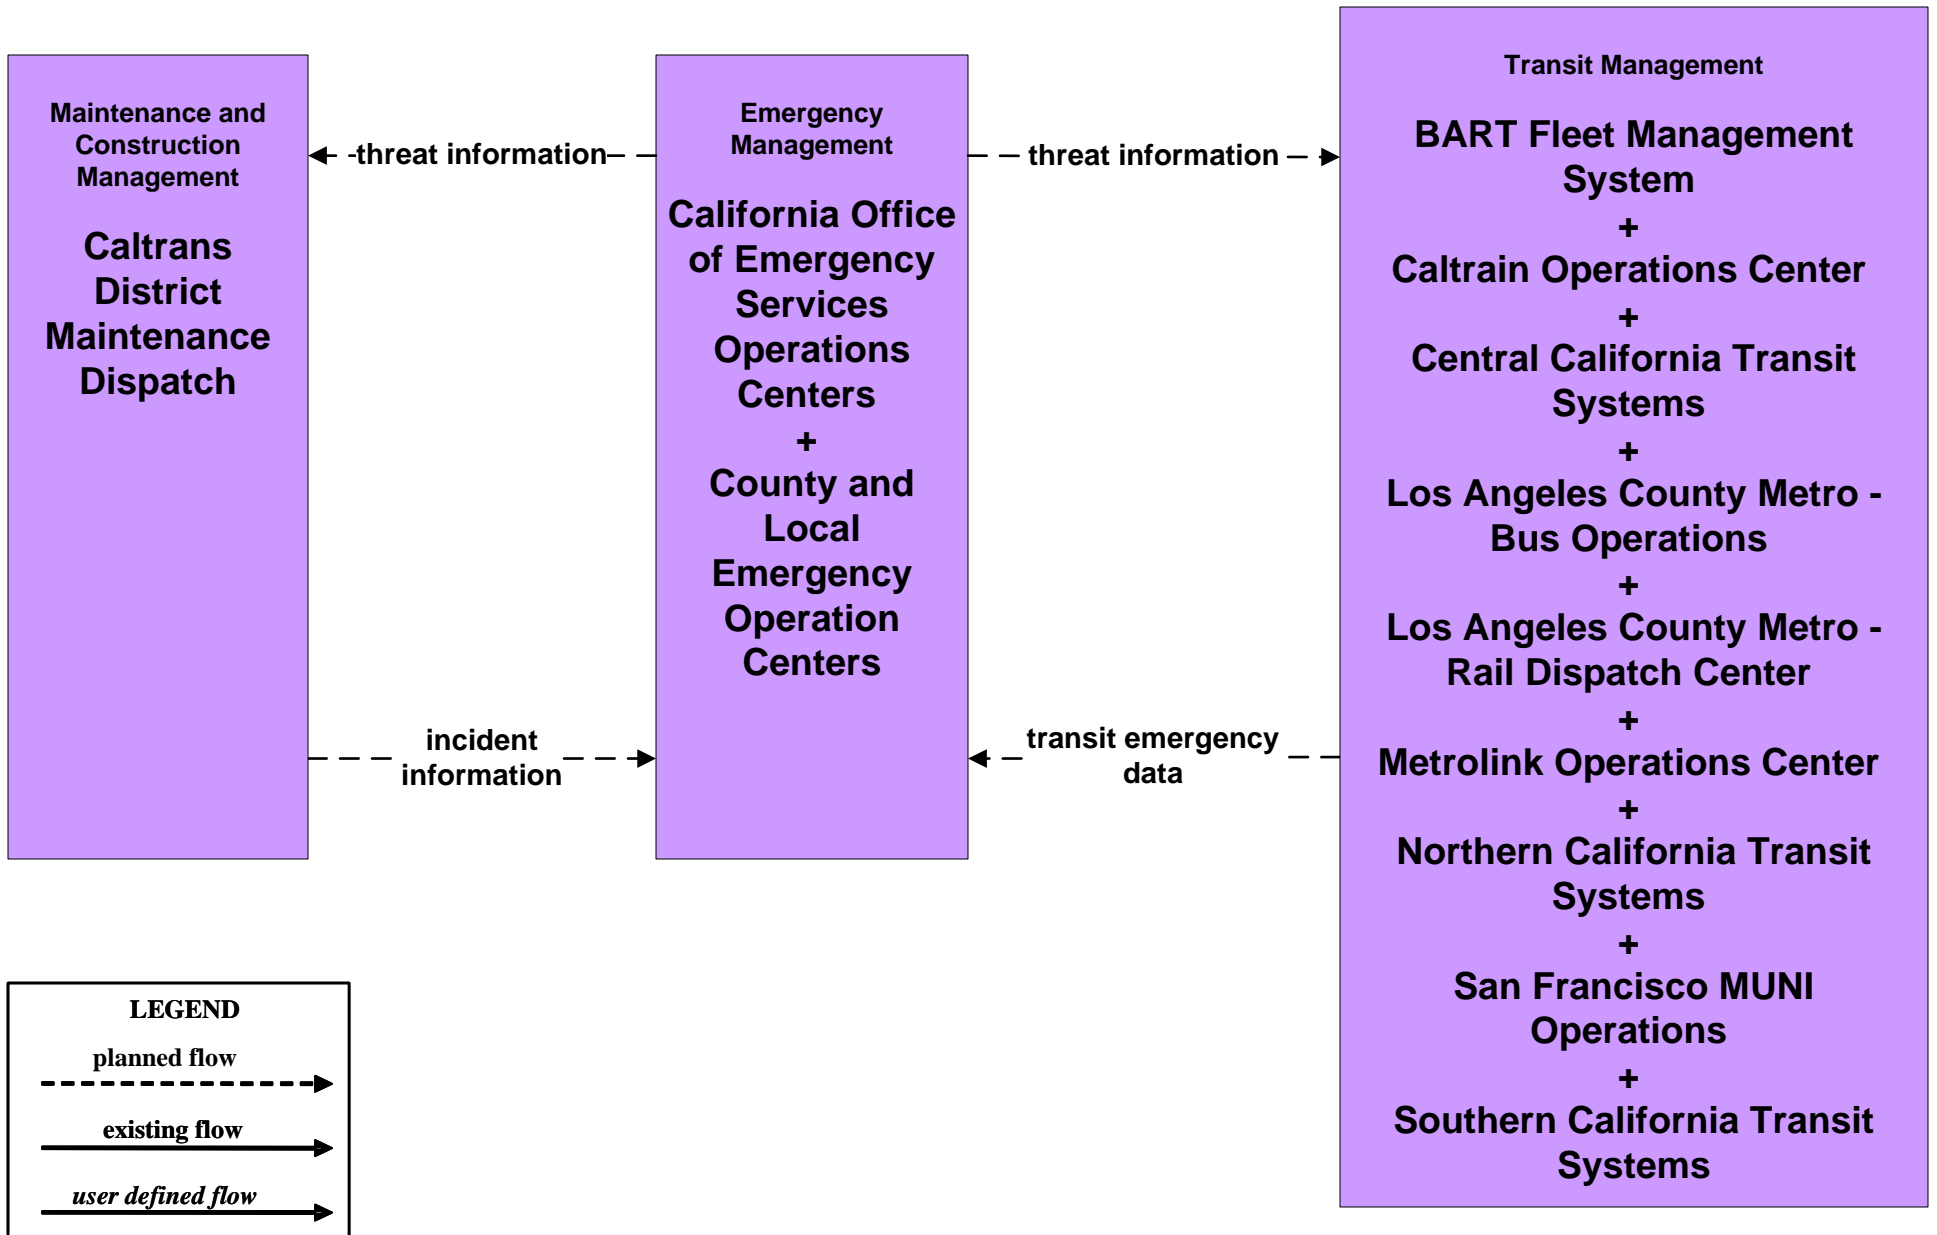 Maintenance and
Construction
Management
Caltrans
District
Maintenance
Dispatch
threat information
incident
information
Emergency
Management
California Office
of Emergency
Services
Operations
Centers
+
County and
Local
Emergency
Operation
Centers
threat information
transit emergency
data
Transit Management
BART Fleet Management
System
+
Caltrain Operations Center
+
Central California Transit
Systems
+
Los Angeles County Metro -
Bus Operations
+
Los Angeles County Metro -
Rail Dispatch Center
+
Metrolink Operations Center
+
Northern California Transit
Systems
+
San Francisco MUNI
Operations
+
Southern California Transit
Systems
LEGEND
planned flow
existing flow
user defined flow